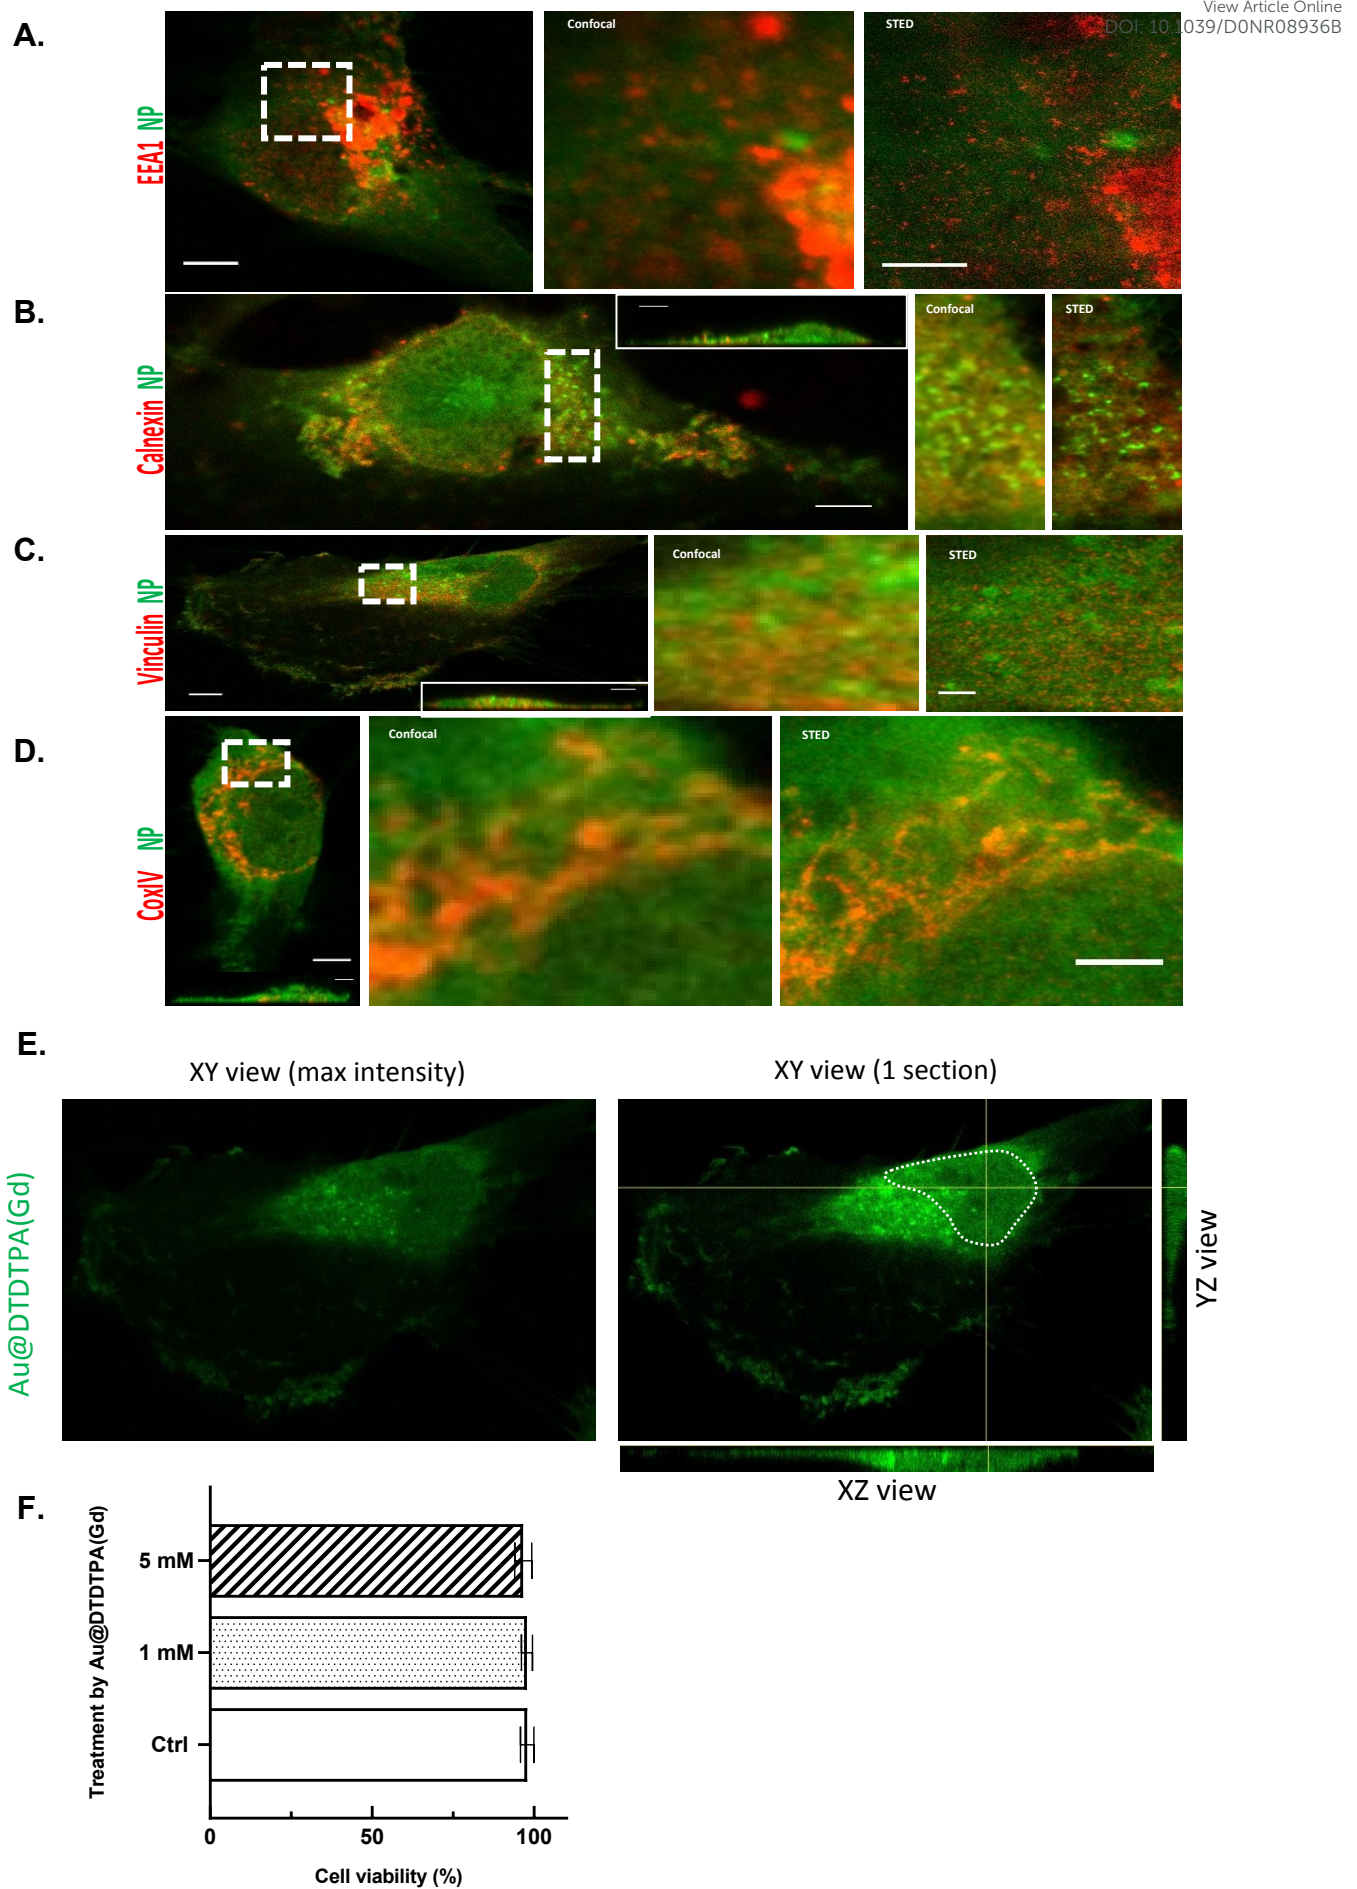 View Article Online
DOI: 10.1039/D0NR08936B
A.
EEA1 NP
Confocal
STED
B.
Calnexin NP
Confocal
STED
C.
Vinculin NP
Confocal
STED
D.
CoxIV NP
Confocal
STED
E.
XY view (max intensity)
XY view (1 section)
Au@DTDTPA(Gd)
YZ view
XZ view
F.
Treatment by Au@DTDTPA(Gd)
5 mM
1 mM
Ctrl
0 50 100
Cell viability (%)